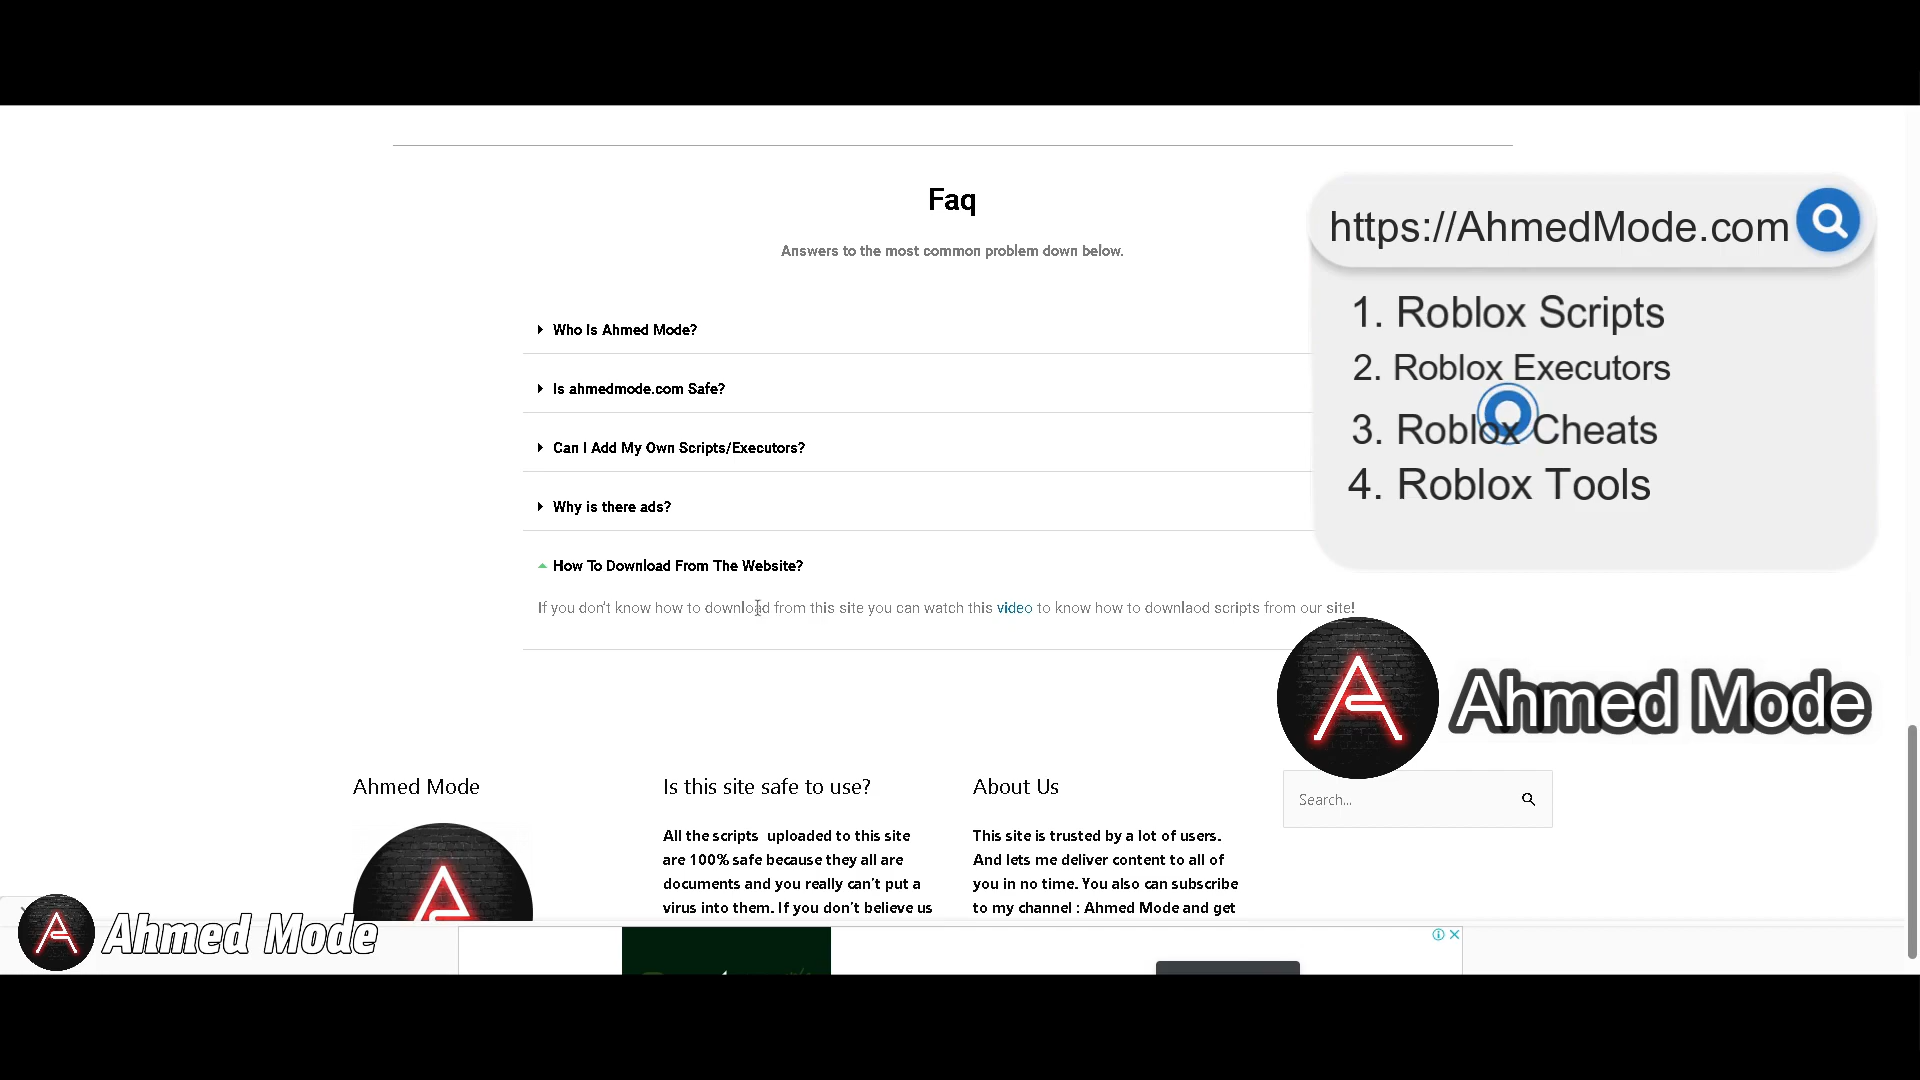 Faq
Answers to the most common problem down below.
Who Is Ahmed Mode?
Is ahmedmode.com Safe?
Can I Add My Own Scripts/Executors?
Why is there ads?
How To Download From The Website?
If you don't know how to download from this site you can watch this video to know how to downlaod scripts from our site!
https://AhmedMode.com
1. Roblox Scripts
2. Roblox Executors
3. Roblox Cheats
4. Roblox Tools
Ahmed Mode
Ahmed Mode
Is this site safe to use?
All the scripts uploaded to this site
are 100% safe because they all are
documents and you really can't put a
virus into them. If you don't believe us
About Us
This site is trusted by a lot of users.
And lets me deliver content to all of
you in no time. You also can subscribe
to my channel : Ahmed Mode and get
Search...
Ahmed Mode